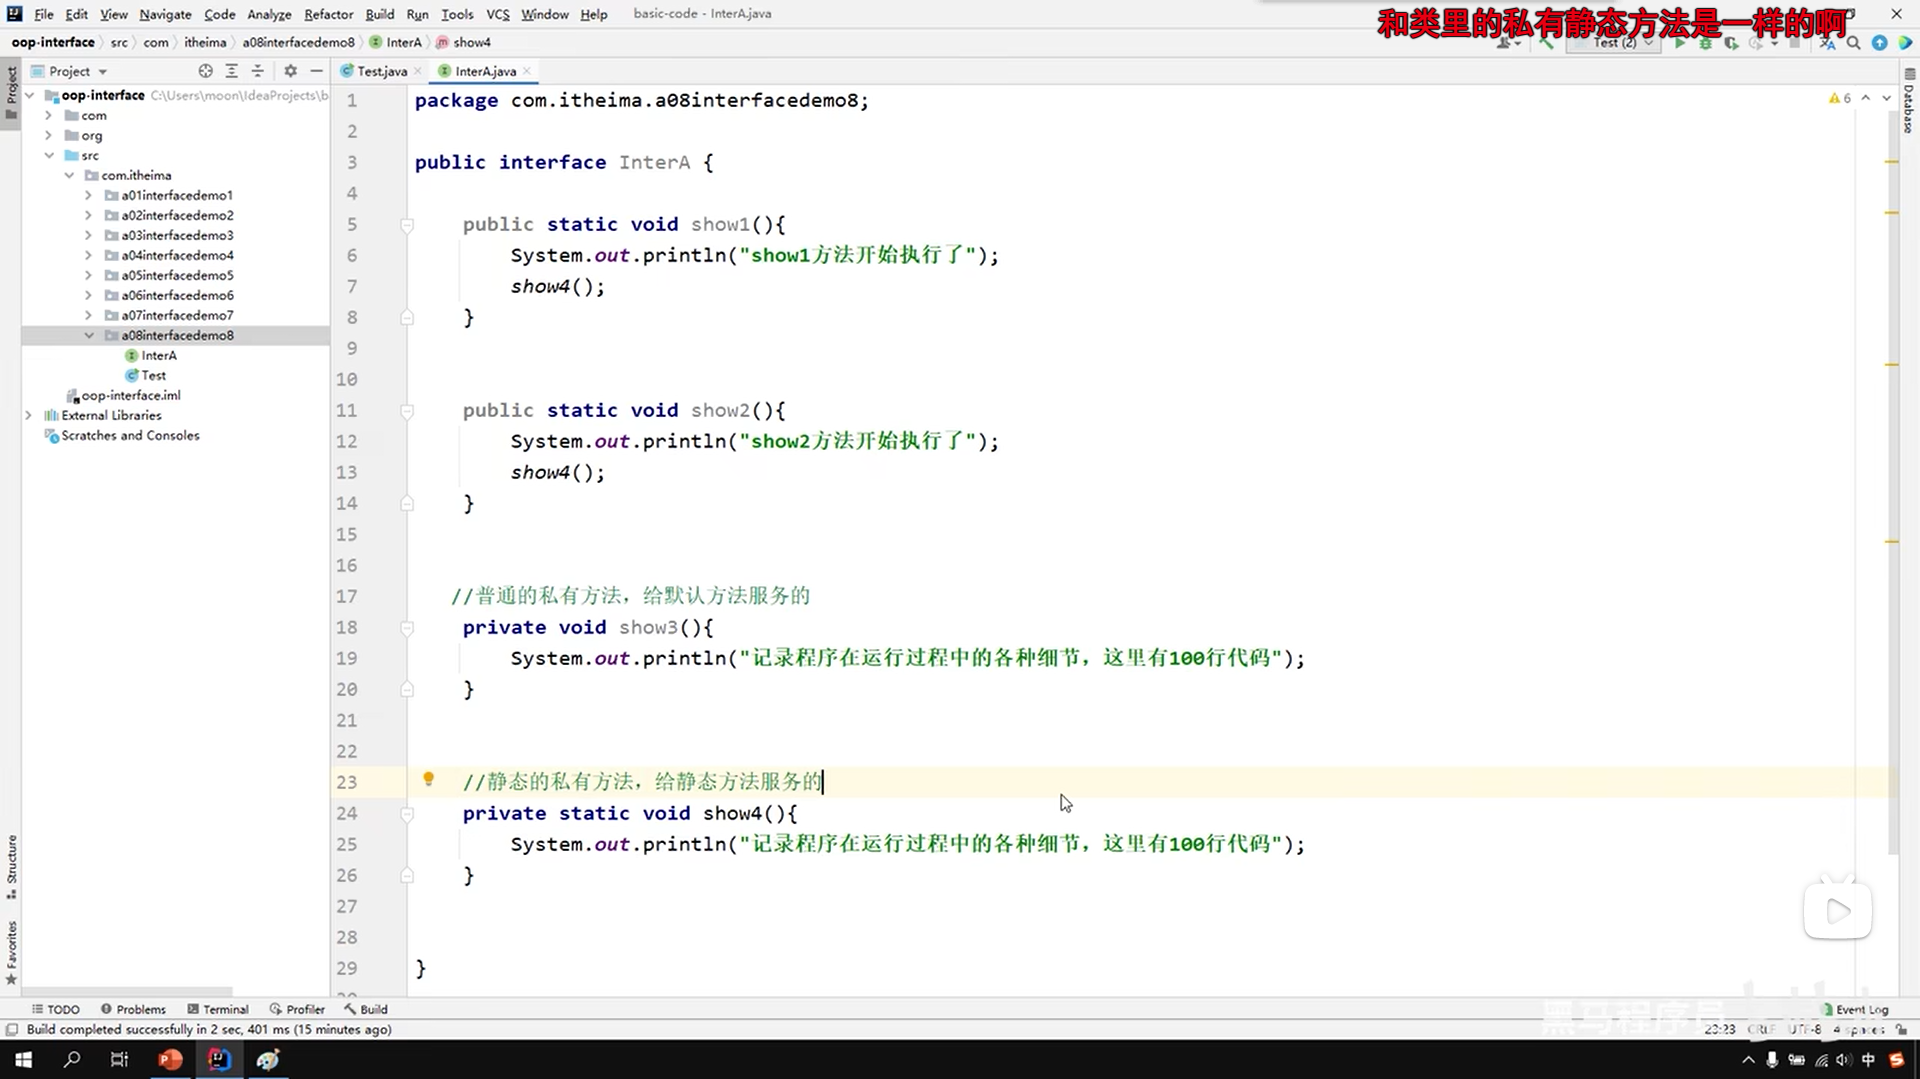 File Edit View Navigate Code Analyze Refactor Build Run Tools VCS Window Help basic-code - InterA.java
和类里的私有静态方法是一样的啊
oop-interface src com itheima a08interfacedemo8 InterA show4
Test (2)
Project
Test.java
InterA.java
oop-interface C:\Users\moon\IdeaProjects\b
com
org
src
com.itheima
a01interfacedemo1
a02interfacedemo2
a03interfacedemo3
a04interfacedemo4
a05interfacedemo5
a06interfacedemo6
a07interfacedemo7
a08interfacedemo8
InterA
Test
oop-interface.iml
External Libraries
Scratches and Consoles
Project
Structure
Favorites
Database
6
1 package com.itheima.a08interfacedemo8;
2
3 public interface InterA {
4
5 public static void show1(){
6 System.out.println("show1方法开始执行了");
7 show4();
8 }
9
10
11 public static void show2(){
12 System.out.println("show2方法开始执行了");
13 show4();
14 }
15
16
17 //普通的私有方法，给默认方法服务的
18 private void show3(){
19 System.out.println("记录程序在运行过程中的各种细节，这里有100行代码");
20 }
21
22
23 //静态的私有方法，给静态方法服务的
24 private static void show4(){
25 System.out.println("记录程序在运行过程中的各种细节，这里有100行代码");
26 }
27
28
29 }
TODO Problems Terminal Profiler Build
Event Log
黑马程序员
Build completed successfully in 2 sec, 401 ms (15 minutes ago)
23:23 CRLF UTF-8 4 spaces
中